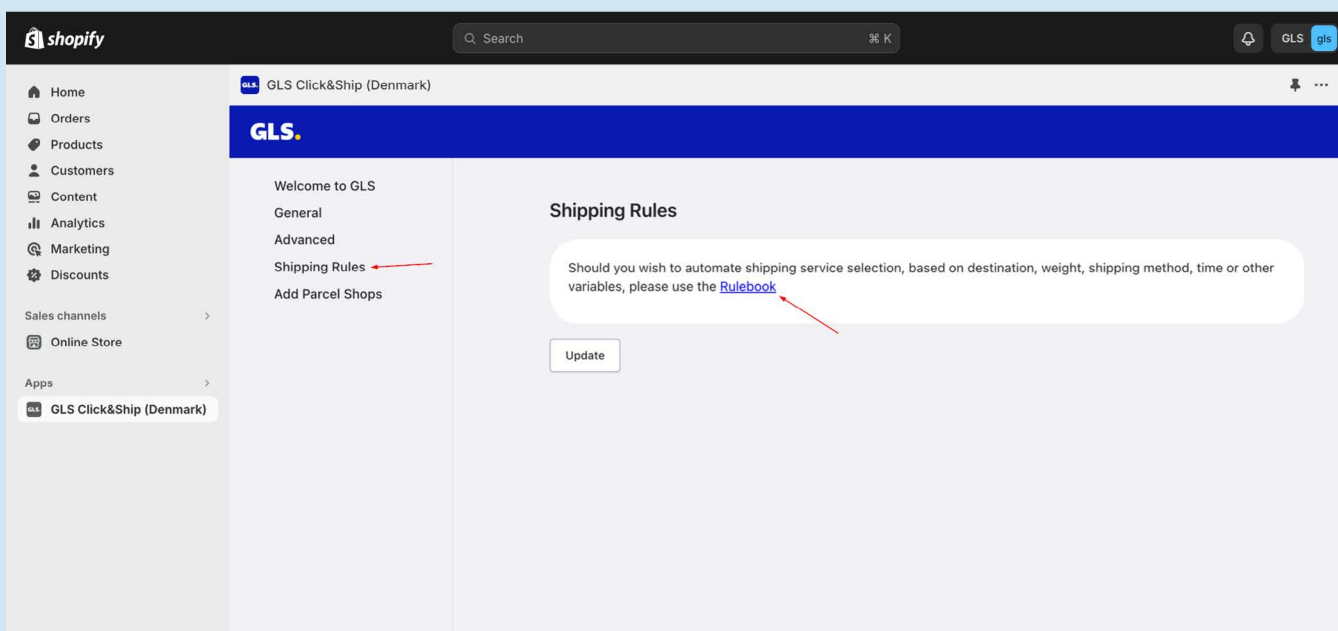 shopify
Search
⌘ K
GLS
gls
Home
Orders
Products
Customers
Content
Analytics
Marketing
Discounts
Sales channels
Online Store
Apps
GLS.
GLS Click&Ship (Denmark)
GLS.
GLS Click&Ship (Denmark)
GLS.
Welcome to GLS
General
Advanced
Shipping Rules
Add Parcel Shops
Shipping Rules
Should you wish to automate shipping service selection, based on destination, weight, shipping method, time or other
variables, please use the Rulebook
Update